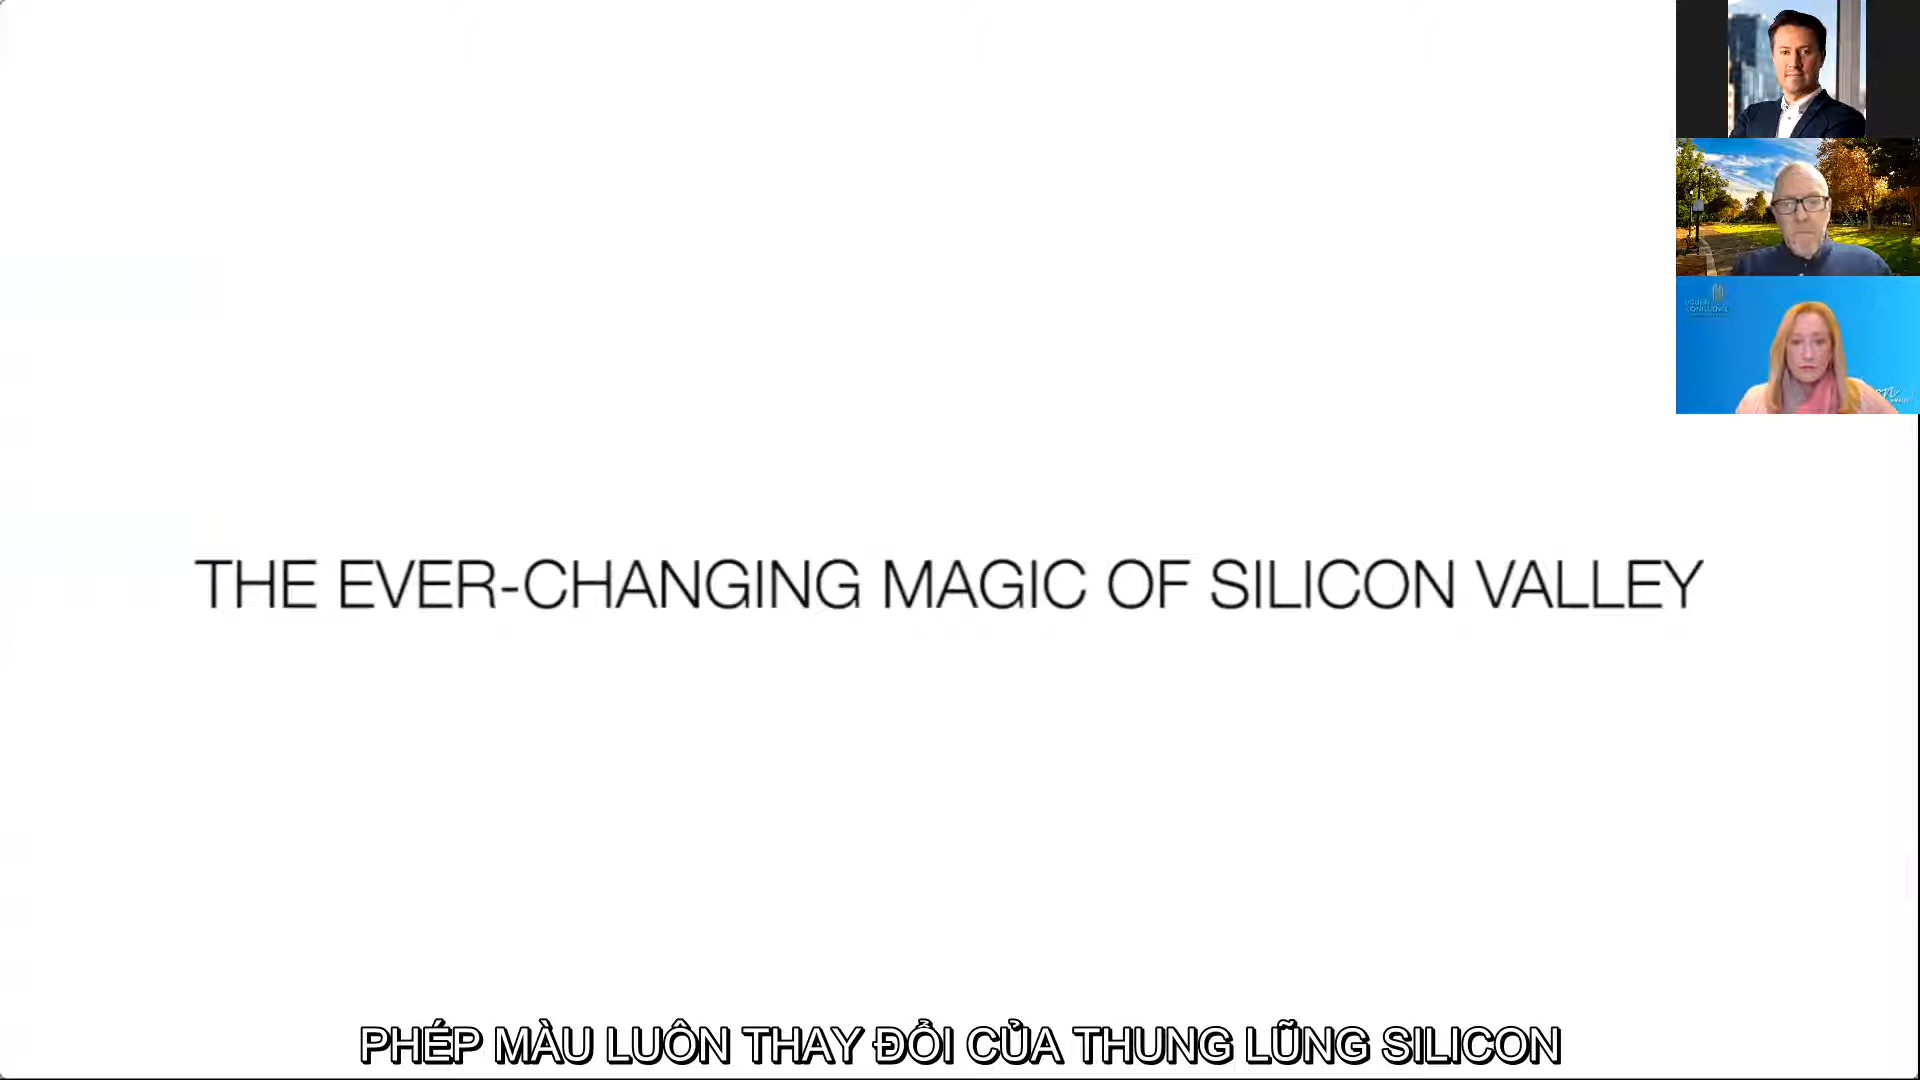 THE EVER-CHANGING MAGIC OF SILICON VALLEY
PHÉP MÀU LUÔN THAY ĐỔI CỦA THUNG LŨNG SILICON